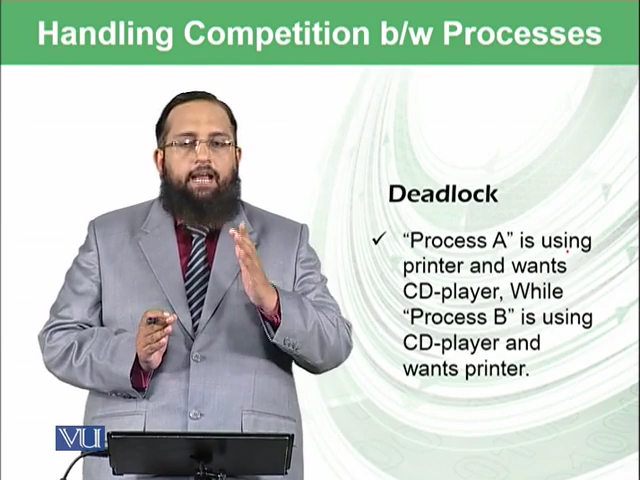 Handling Competition b/w Processes
Deadlock
✓ “Process A” is using
printer and wants
CD-player, While
“Process B” is using
CD-player and
wants printer.
VU